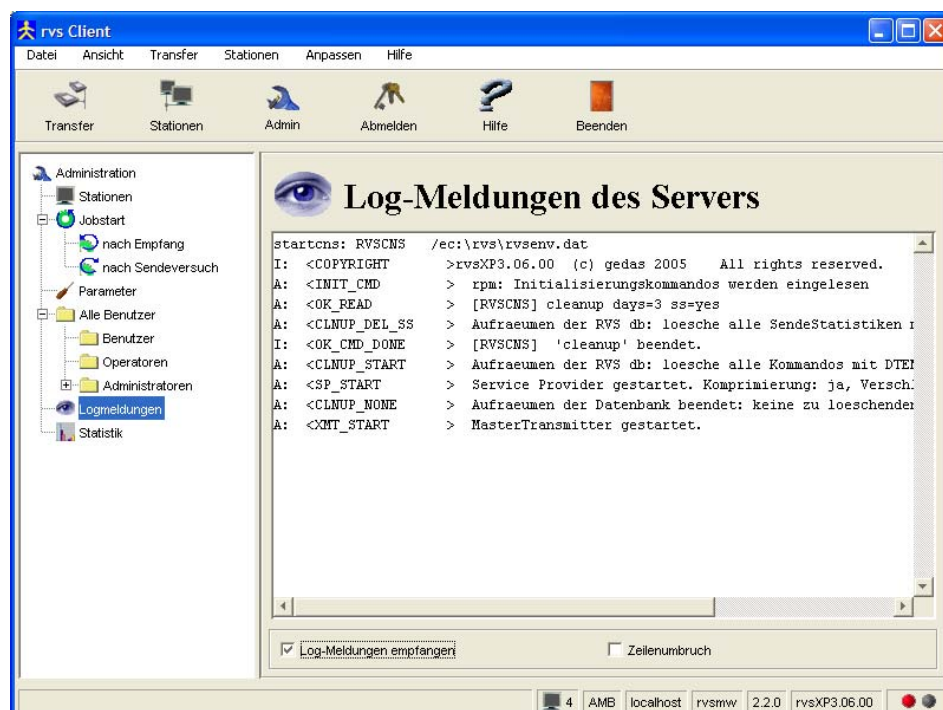 rvs Client
Datei Ansicht Transfer Stationen Anpassen Hilfe
Transfer Stationen Admin Abmelden Hilfe Beenden
Administration
Stationen
Jobstart
nach Empfang
nach Sendeversuch
Parameter
Alle Benutzer
Benutzer
Operatoren
Administratoren
Logmeldungen
Statistik
Log-Meldungen des Servers
startcns: RVSCNS /ec:\rvs\rvsenv.dat
I: <COPYRIGHT >rvsXP3.06.00 (c) gedas 2005 All rights reserved.
A: <INIT_CMD > rpm: Initialisierungskommandos werden eingelesen
A: <OK_READ > [RVSCNS] cleanup days=3 ss=yes
A: <CLNUP_DEL_SS > Aufraeumen der RVS db: loesche alle SendeStatistiken
I: <OK_CMD_DONE > [RVSCNS] 'cleanup' beendet.
A: <CLNUP_START > Aufraeumen der RVS db: loesche alle Kommandos mit
A: <SP_START > Service Provider gestartet. Komprimierung: ja,
A: <CLNUP_NONE > Aufraeumen der Datenbank beendet: keine zu loeschender
A: <XMT_START > MasterTransmitter gestartet.
Log-Meldungen empfangen Zeilenumbruch
4 AMB localhost rvsmw 2.2.0 rvsXP3.06.00